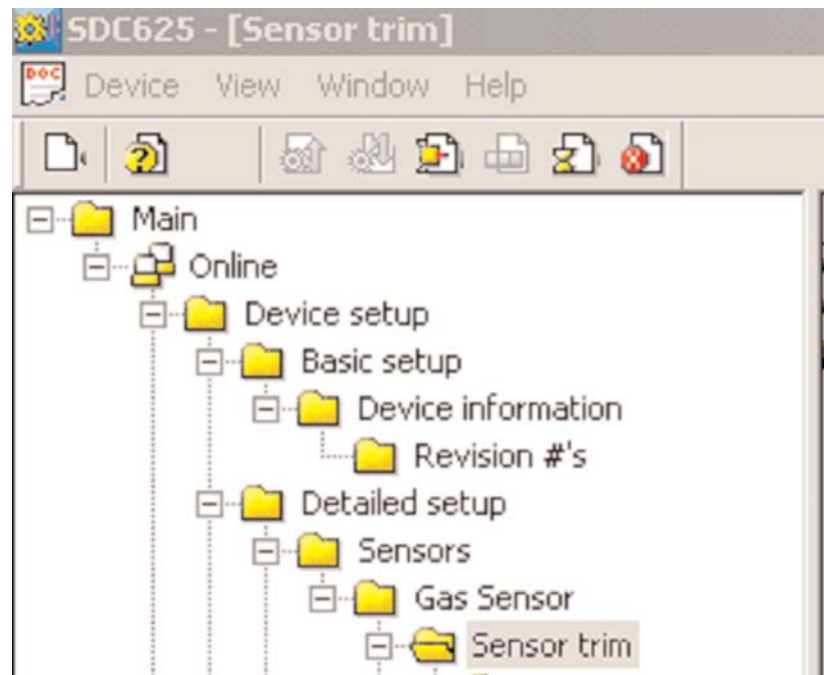 SDC625 - [Sensor trim]
DOC
Device View Window Help
Main
Online
Device setup
Basic setup
Device information
Revision #'s
Detailed setup
Sensors
Gas Sensor
Sensor trim